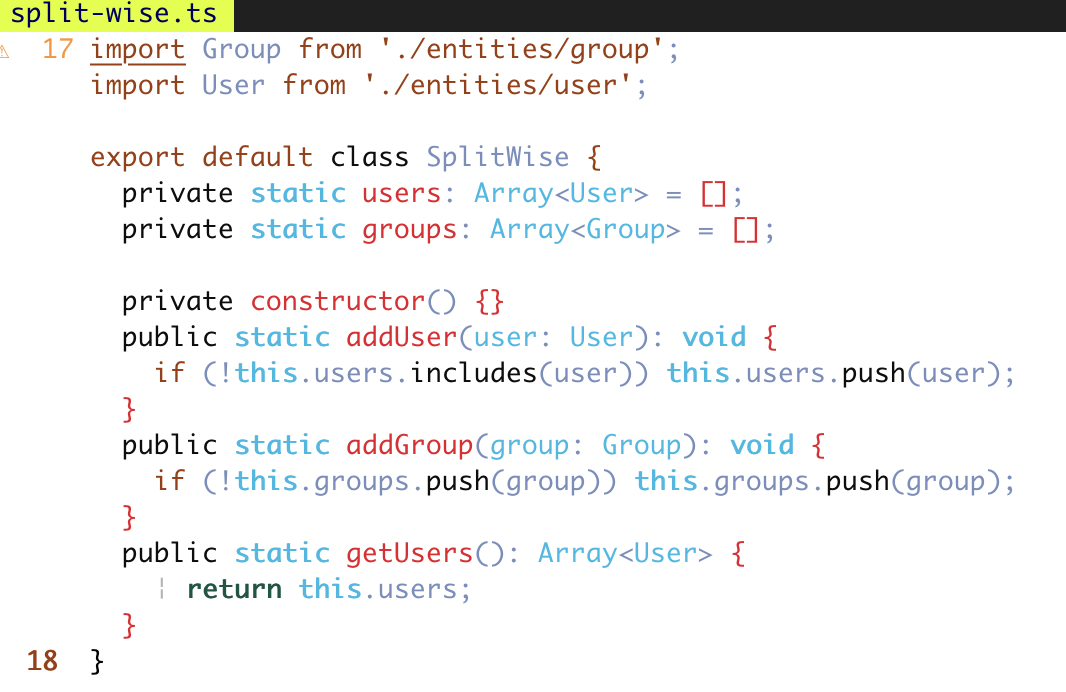 split-wise.ts
⚠ 17 import Group from './entities/group';
import User from './entities/user';
export default class SplitWise {
private static users: Array<User> = [];
private static groups: Array<Group> = [];
private constructor() {}
public static addUser(user: User): void {
if (!this.users.includes(user)) this.users.push(user);
}
public static addGroup(group: Group): void {
if (!this.groups.push(group)) this.groups.push(group);
}
public static getUsers(): Array<User> {
¦ return this.users;
}
18 }